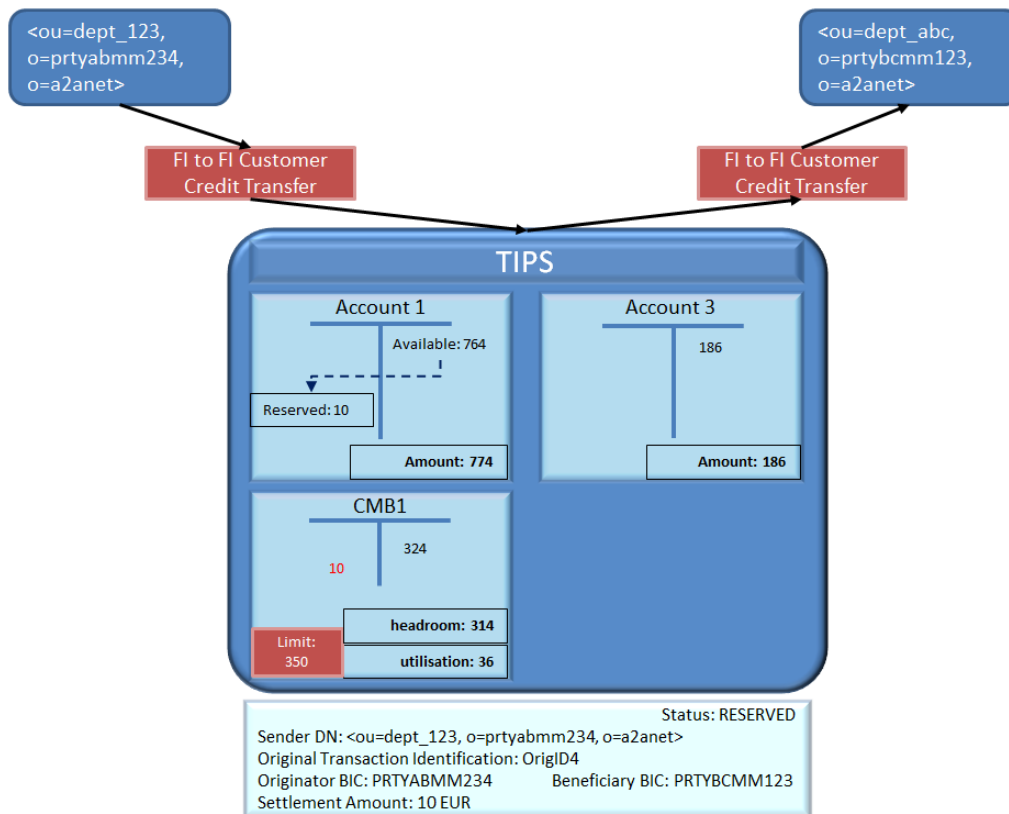 <ou=dept_123,
o=prtyabmm234,
o=a2anet>
<ou=dept_abc,
o=prtybcmm123,
o=a2anet>
FI to FI Customer
Credit Transfer
FI to FI Customer
Credit Transfer
TIPS
Account 1
Available: 764
Reserved: 10
Amount: 774
Account 3
186
Amount: 186
CMB1
324
10
headroom: 314
Limit:
350
utilisation: 36
Status: RESERVED
Sender DN: <ou=dept_123, o=prtyabmm234, o=a2anet>
Original Transaction Identification: OrigID4
Originator BIC: PRTYABMM234 Beneficiary BIC: PRTYBCMM123
Settlement Amount: 10 EUR